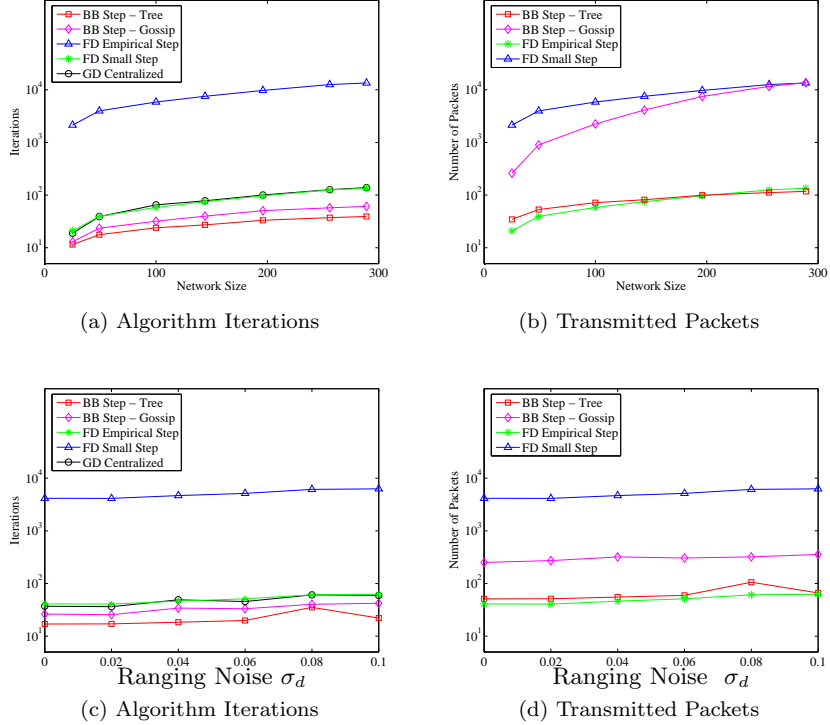 BB Step – Tree
BB Step – Gossip
FD Empirical Step
FD Small Step
GD Centralized
Iterations
10^4
10^3
10^2
10^1
0
100
200
300
Network Size
(a) Algorithm Iterations
BB Step – Tree
BB Step – Gossip
FD Empirical Step
FD Small Step
Number of Packets
10^4
10^3
10^2
10^1
0
100
200
300
Network Size
(b) Transmitted Packets
BB Step – Tree
BB Step – Gossip
FD Empirical Step
FD Small Step
GD Centralized
Iterations
10^4
10^3
10^2
10^1
0
0.02
0.04
0.06
0.08
0.1
Ranging Noise σ_d
(c) Algorithm Iterations
BB Step – Tree
BB Step – Gossip
FD Empirical Step
FD Small Step
Number of Packets
10^4
10^3
10^2
10^1
0
0.02
0.04
0.06
0.08
0.1
Ranging Noise σ_d
(d) Transmitted Packets